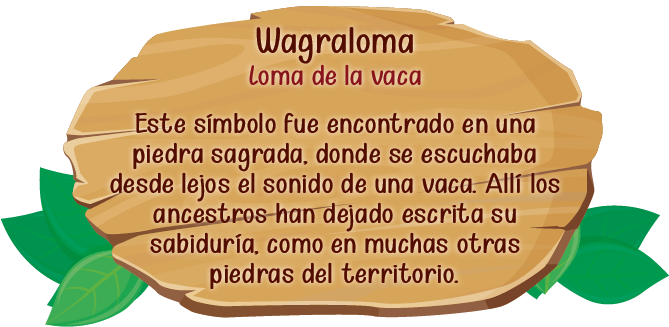 Wagraloma
Loma de la vaca
Este símbolo fue encontrado en una
piedra sagrada, donde se escuchaba
desde lejos el sonido de una vaca. Allí los
ancestros han dejado escrita su
sabiduría, como en muchas otras
piedras del territorio.